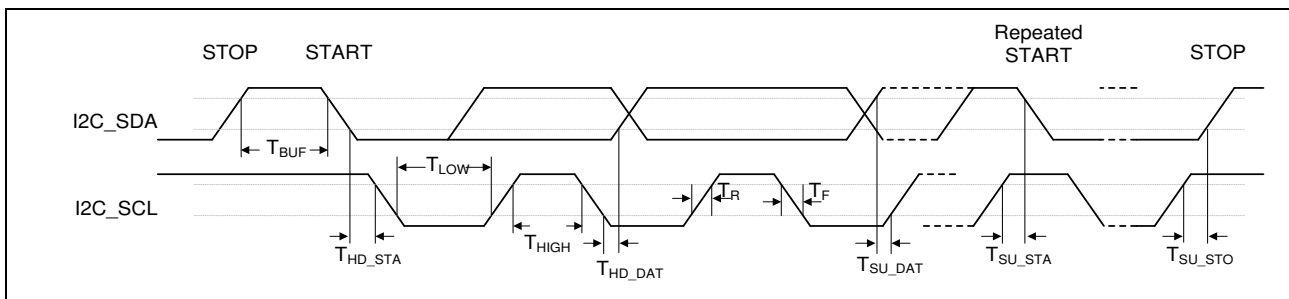 STOP
START
Repeated
START
STOP
I2C_SDA
TBUF
TLOW
I2C_SCL
TR
TF
THD_STA
THIGH
THD_DAT
TSU_DAT
TSU_STA
TSU_STO